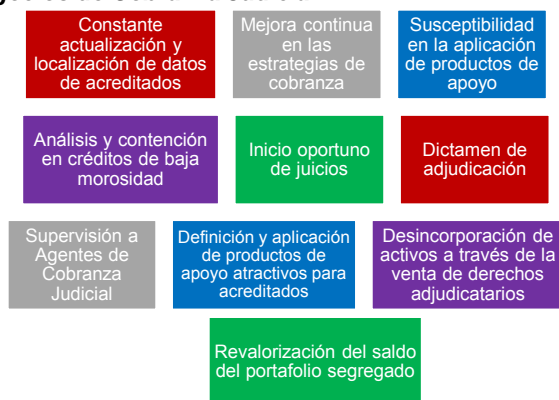 Constante
actualización y
localización de datos
de acreditados
Mejora continua
en las
estrategias de
cobranza
Susceptibilidad
en la aplicación
de productos de
apoyo
Análisis y contención
en créditos de baja
morosidad
Inicio oportuno
de juicios
Dictamen de
adjudicación
Supervisión a
Agentes de
Cobranza
Judicial
Definición y aplicación
de productos de
apoyo atractivos para
acreditados
Desincorporación de
activos a través de la
venta de derechos
adjudicatarios
Revalorización del saldo
del portafolio segregado